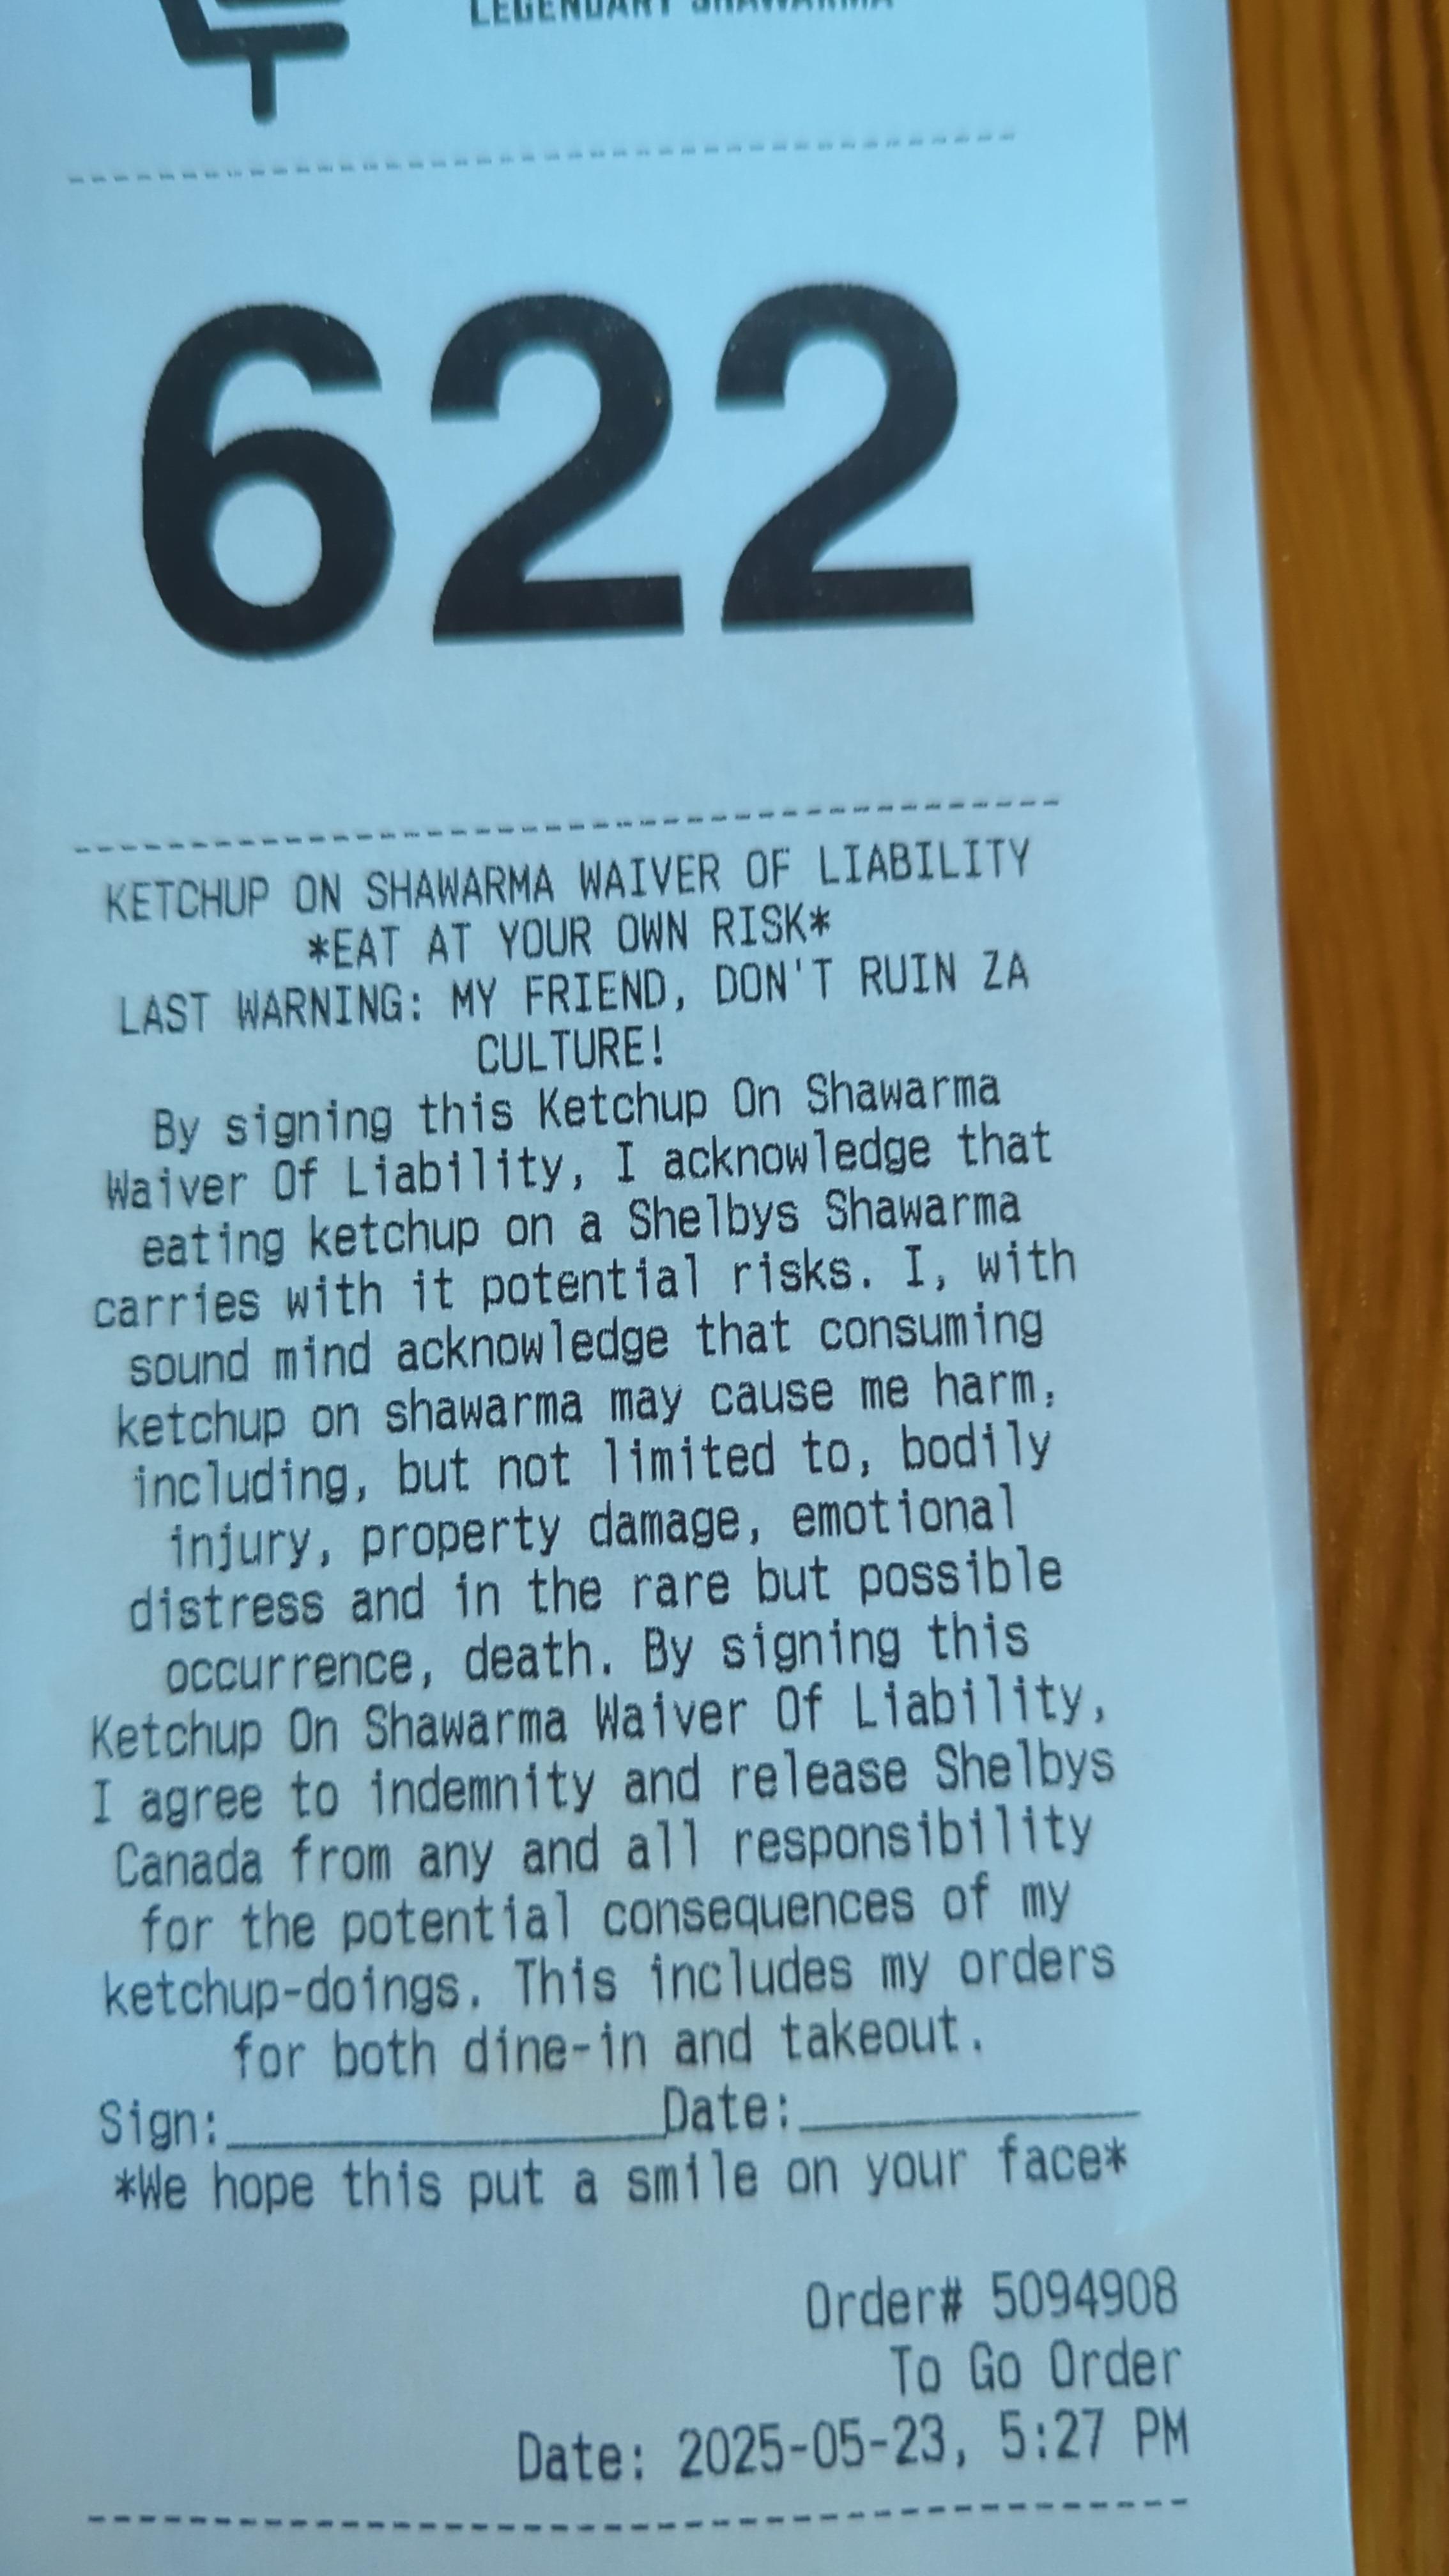 LEGENDARY SHAWARMA
622
KETCHUP ON SHAWARMA WAIVER OF LIABILITY
*EAT AT YOUR OWN RISK*
LAST WARNING: MY FRIEND, DON'T RUIN ZA
CULTURE!
By signing this Ketchup On Shawarma
Waiver Of Liability, I acknowledge that
eating ketchup on a Shelbys Shawarma
carries with it potential risks. I, with
sound mind acknowledge that consuming
ketchup on shawarma may cause me harm,
including, but not limited to, bodily
injury, property damage, emotional
distress and in the rare but possible
occurrence, death. By signing this
Ketchup On Shawarma Waiver Of Liability,
I agree to indemnity and release Shelbys
Canada from any and all responsibility
for the potential consequences of my
ketchup-doings. This includes my orders
for both dine-in and takeout.
Sign:________________Date:____________
*We hope this put a smile on your face*
Order# 5094908
To Go Order
Date: 2025-05-23, 5:27 PM